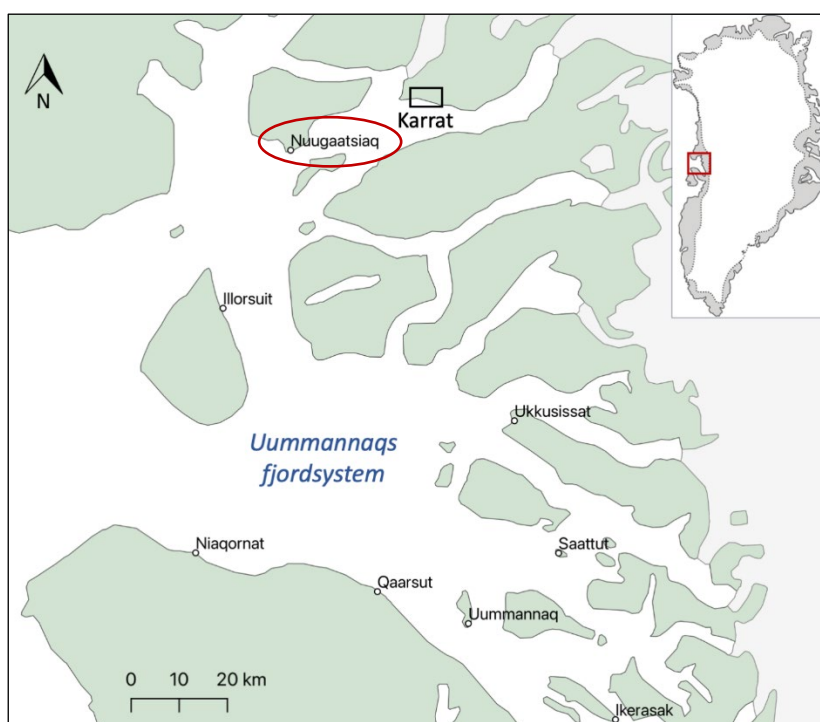 N
Karrat
Nuugaatsiaq
Illorsuit
Ukkusissat
Uummannaqs
fjordsystem
Niaqornat
Saattut
Qaarsut
Uummannaq
0 10 20 km
Ikerasak